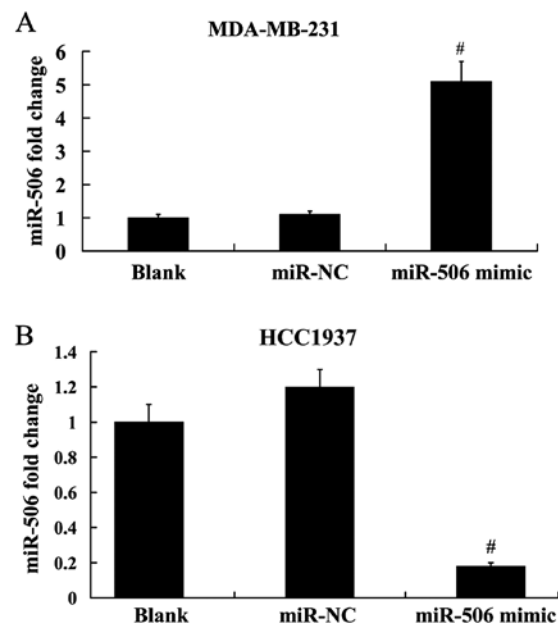 A
MDA-MB-231
miR-506 fold change
6
5
4
3
2
1
0
#
Blank miR-NC miR-506 mimic
B
HCC1937
miR-506 fold change
1.4
1.2
1
0.8
0.6
0.4
0.2
0
#
Blank miR-NC miR-506 mimic